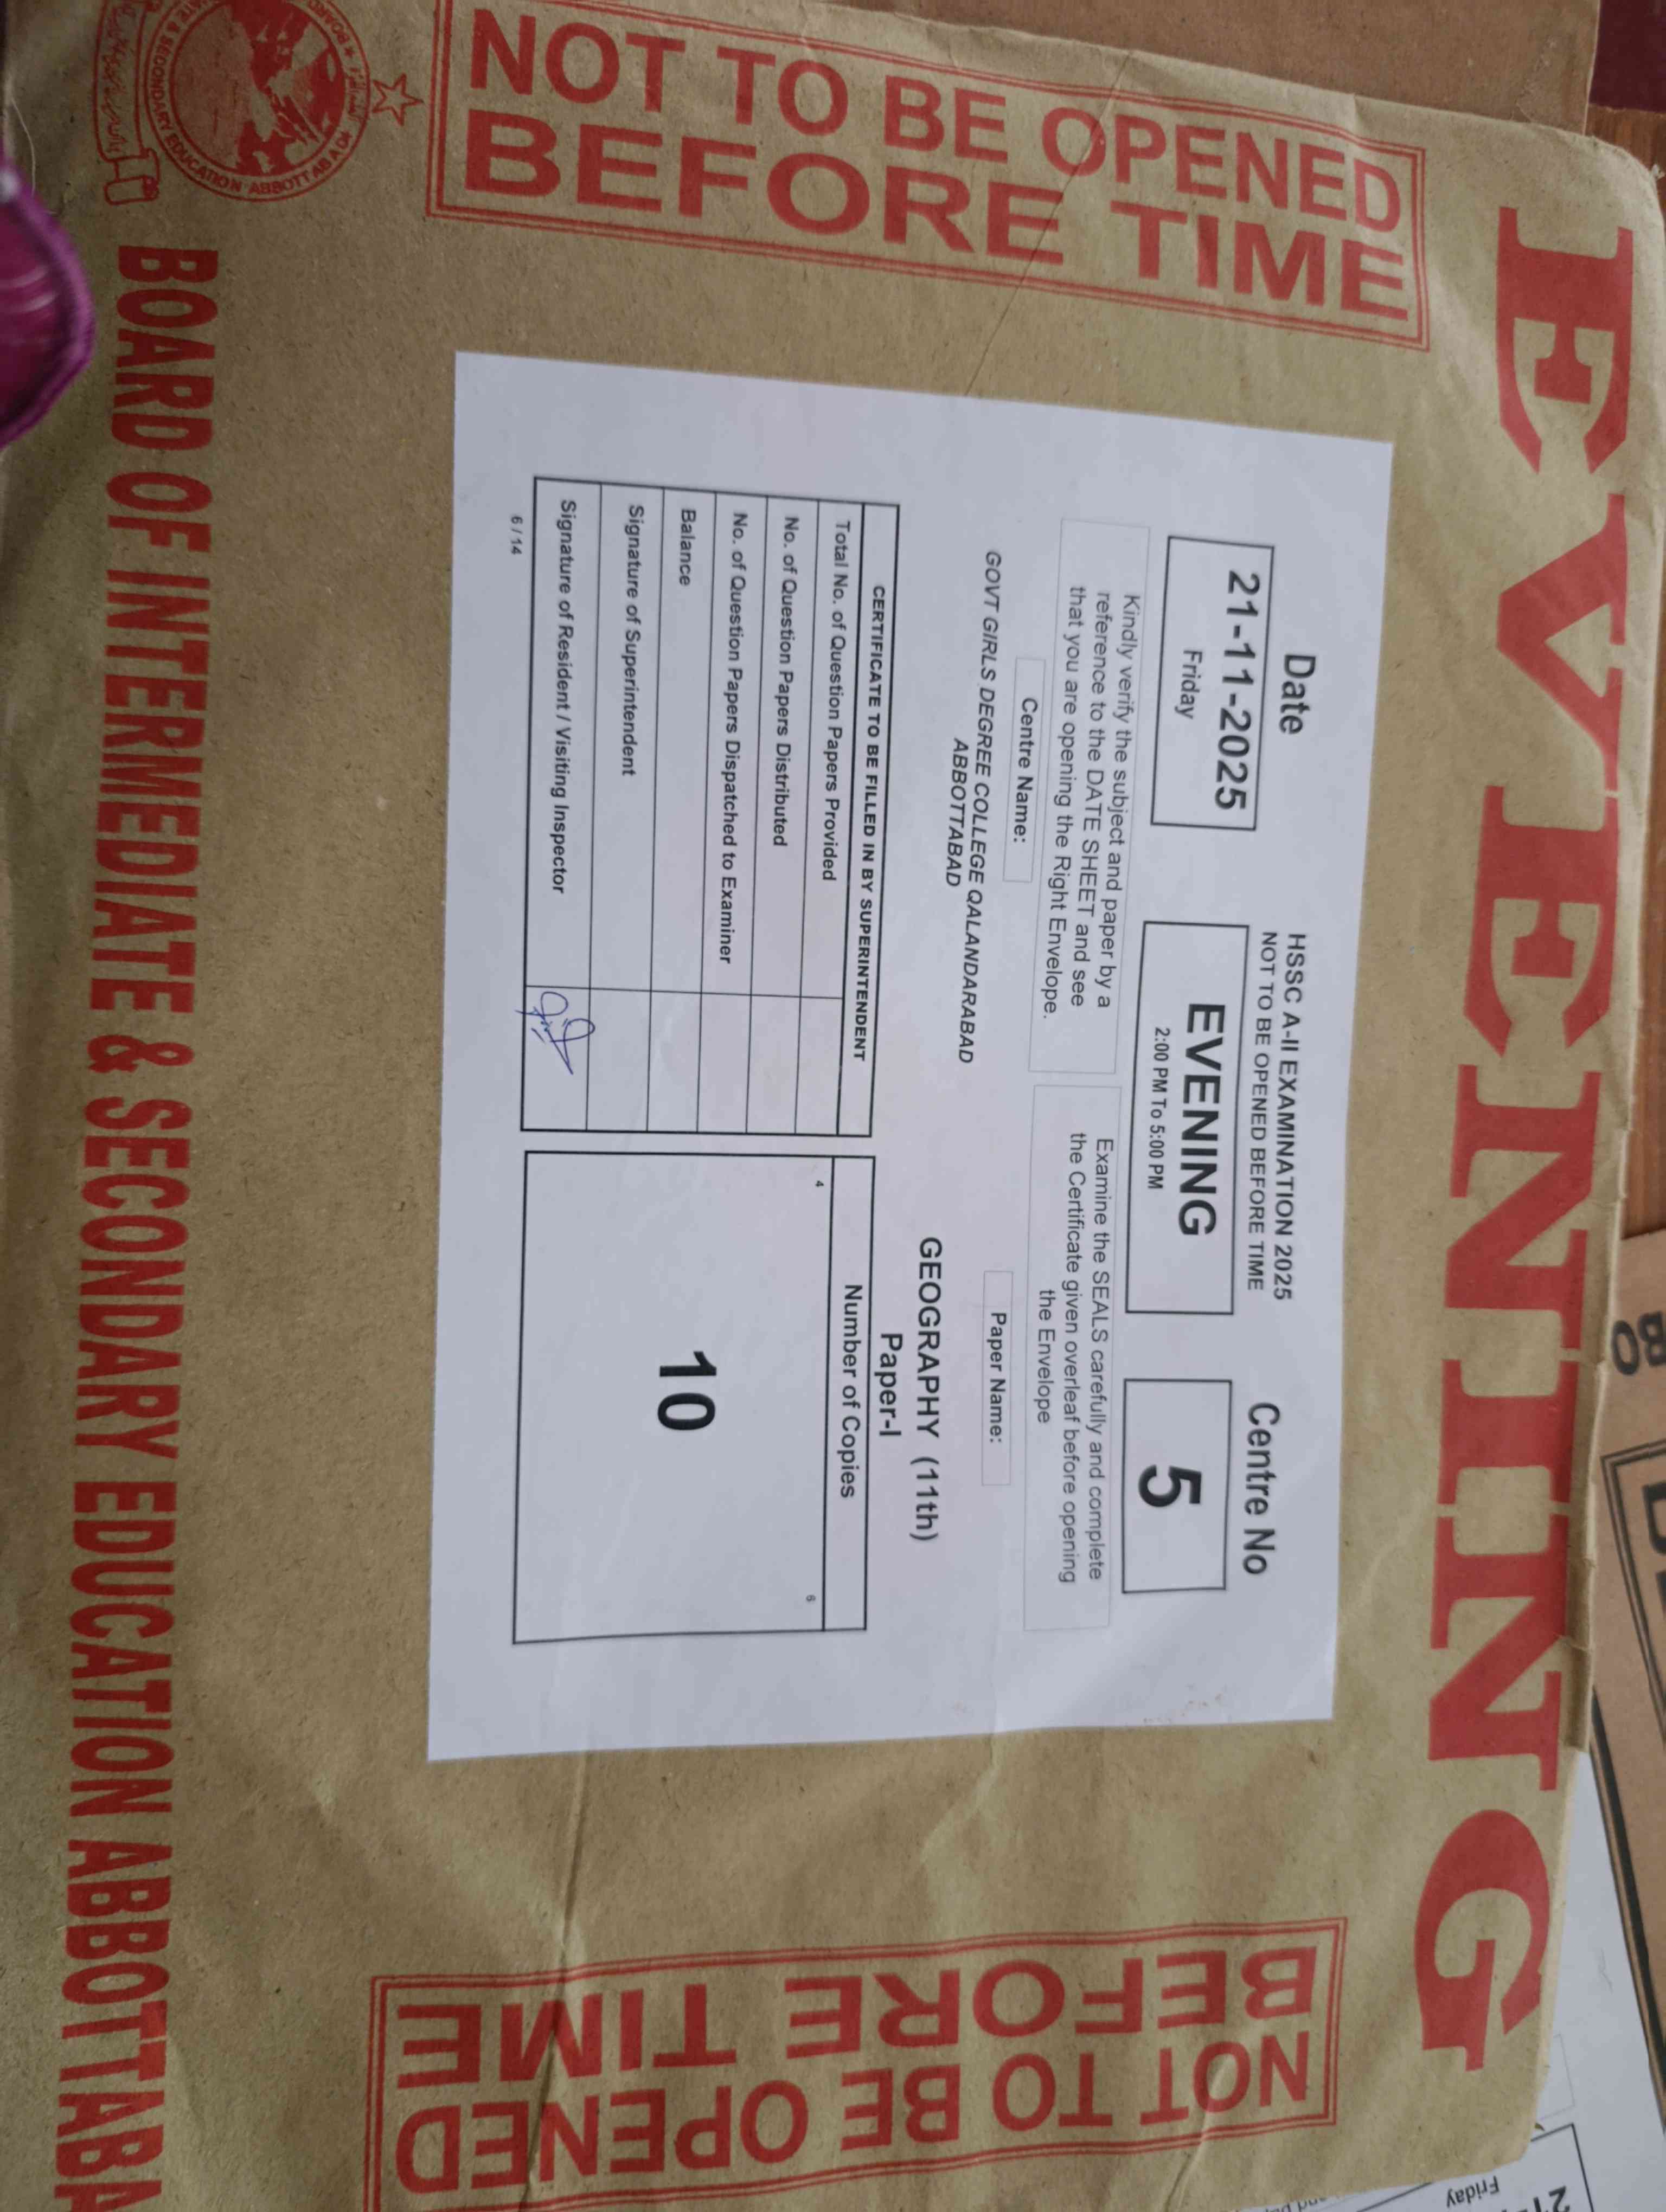 EVENING
NOT TO BE OPENED
BEFORE TIME
Date
21-11-2025
Friday
HSSC A-II EXAMINATION 2025
NOT TO BE OPENED BEFORE TIME
EVENING
2:00 PM To 5:00 PM
Centre No
5
Kindly verify the subject and paper by a
reference to the DATE SHEET and see
that you are opening the Right Envelope.
Examine the SEALS carefully and complete
the Certificate given overleaf before opening
the Envelope
Centre Name:
GOVT GIRLS DEGREE COLLEGE QALANDARABAD
ABBOTTABAD
Paper Name:
GEOGRAPHY (11th)
Paper-I
CERTIFICATE TO BE FILLED IN BY SUPERINTENDENT
Total No. of Question Papers Provided
No. of Question Papers Distributed
No. of Question Papers Dispatched to Examiner
Balance
Signature of Superintendent
Signature of Resident / Visiting Inspector
6 / 14
Number of Copies
4
6
10
NOT TO BE OPENED
BEFORE TIME
BOARD OF INTERMEDIATE & SECONDARY EDUCATION ABBOTTABA
SECONDARY EDUCATION ABBOTTABAD
Friday